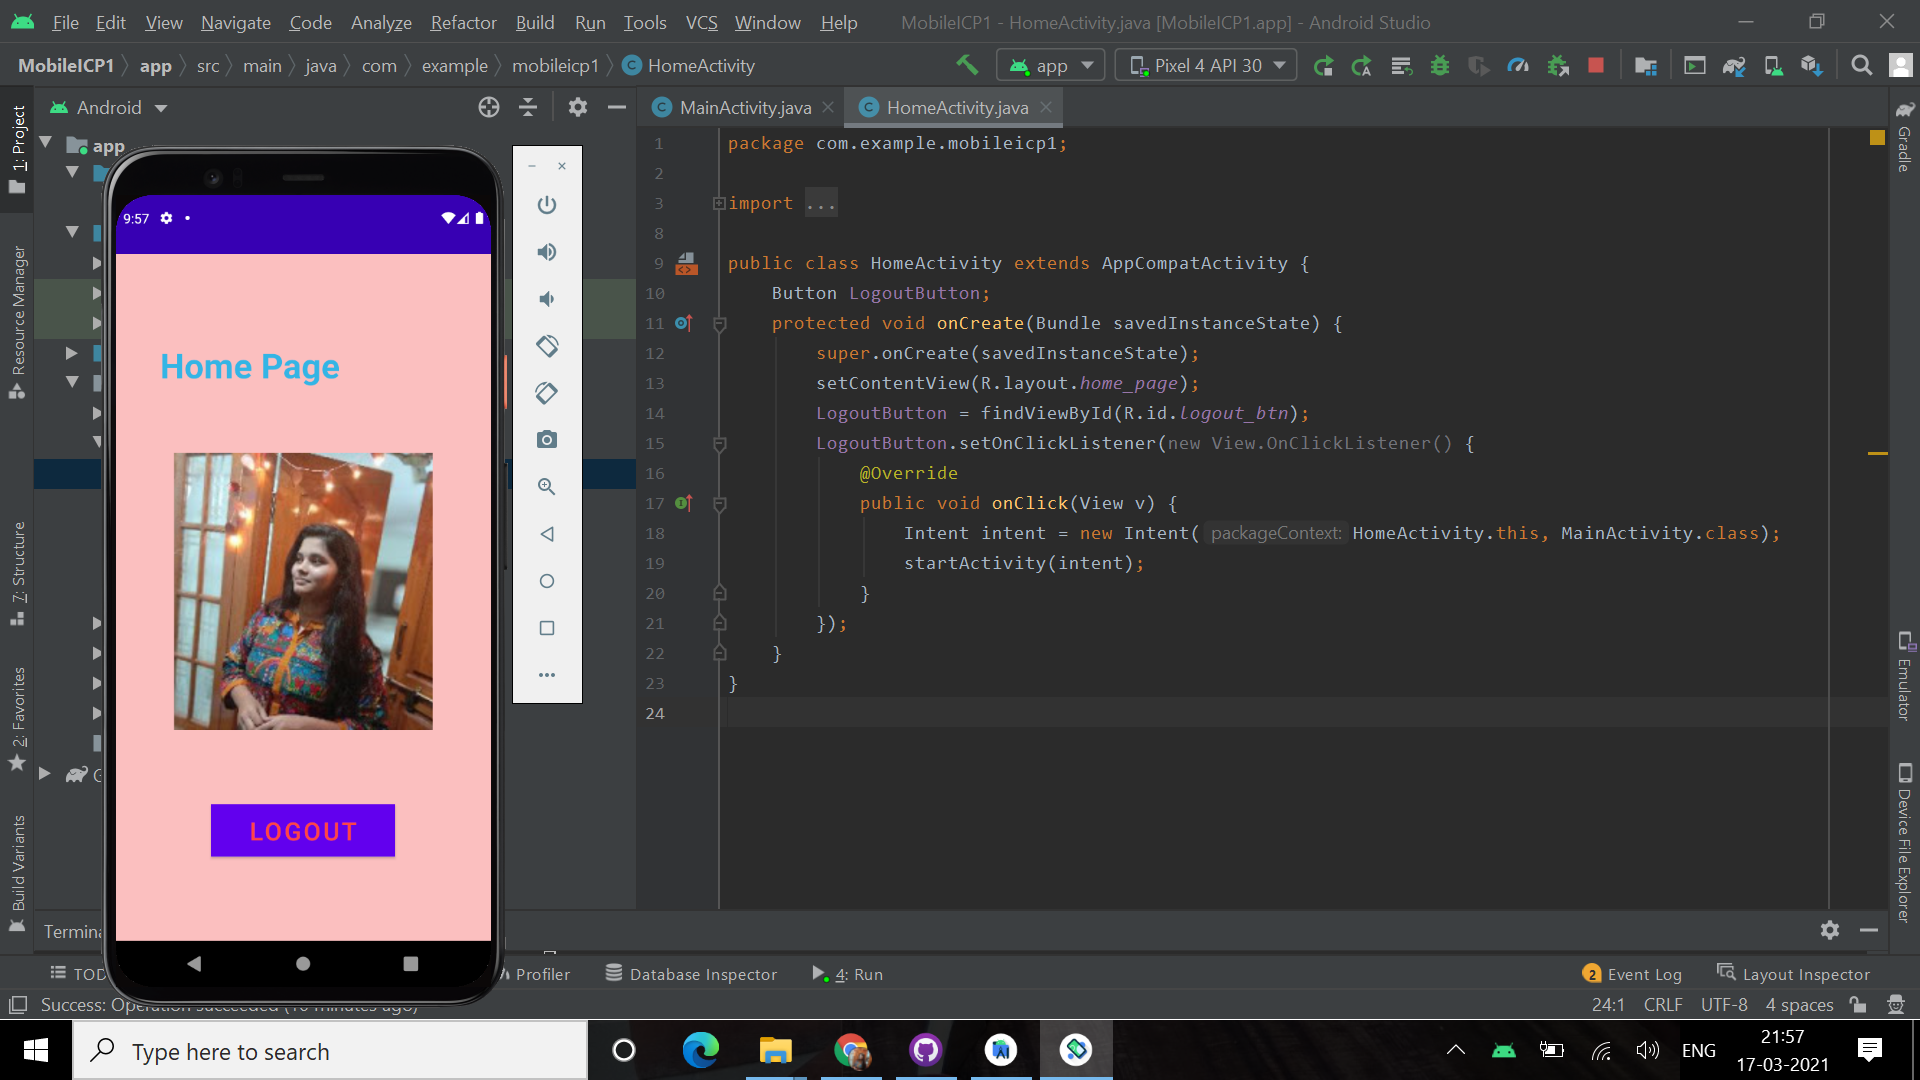 File Edit View Navigate Code Analyze Refactor Build Run Tools VCS Window Help MobileICP1 - HomeActivity.java [MobileICP1.app] - Android Studio
MobileICP1 app src main java com example mobileicp1 HomeActivity app Pixel 4 API 30
Android MainActivity.java HomeActivity.java
1: Project
Resource Manager
7: Structure
2: Favorites
Build Variants
app
9:57
Home Page
LOGOUT
1 package com.example.mobileicp1;
2
3 import ...
8
9 public class HomeActivity extends AppCompatActivity {
10 Button LogoutButton;
11 protected void onCreate(Bundle savedInstanceState) {
12 super.onCreate(savedInstanceState);
13 setContentView(R.layout.home_page);
14 LogoutButton = findViewById(R.id.logout_btn);
15 LogoutButton.setOnClickListener(new View.OnClickListener() {
16 @Override
17 public void onClick(View v) {
18 Intent intent = new Intent( packageContext: HomeActivity.this, MainActivity.class);
19 startActivity(intent);
20 }
21 });
22 }
23 }
24
Gradle
Emulator
Device File Explorer
Profiler Database Inspector 4: Run 2 Event Log Layout Inspector
Success: Operation succeeded (10 minutes ago) 24:1 CRLF UTF-8 4 spaces
Type here to search ENG 21:57
17-03-2021